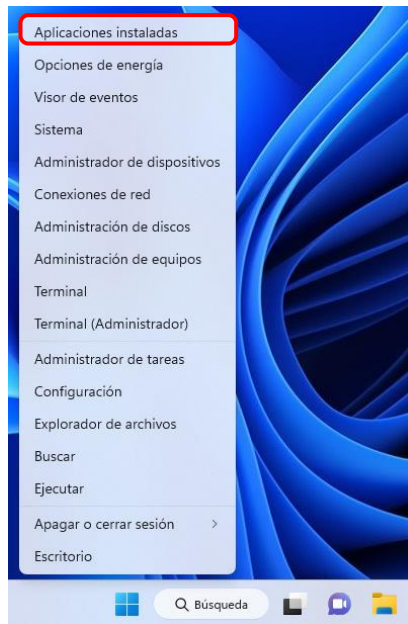 Aplicaciones instaladas
Opciones de energía
Visor de eventos
Sistema
Administrador de dispositivos
Conexiones de red
Administración de discos
Administración de equipos
Terminal
Terminal (Administrador)
Administrador de tareas
Configuración
Explorador de archivos
Buscar
Ejecutar
Apagar o cerrar sesión
Escritorio
Búsqueda